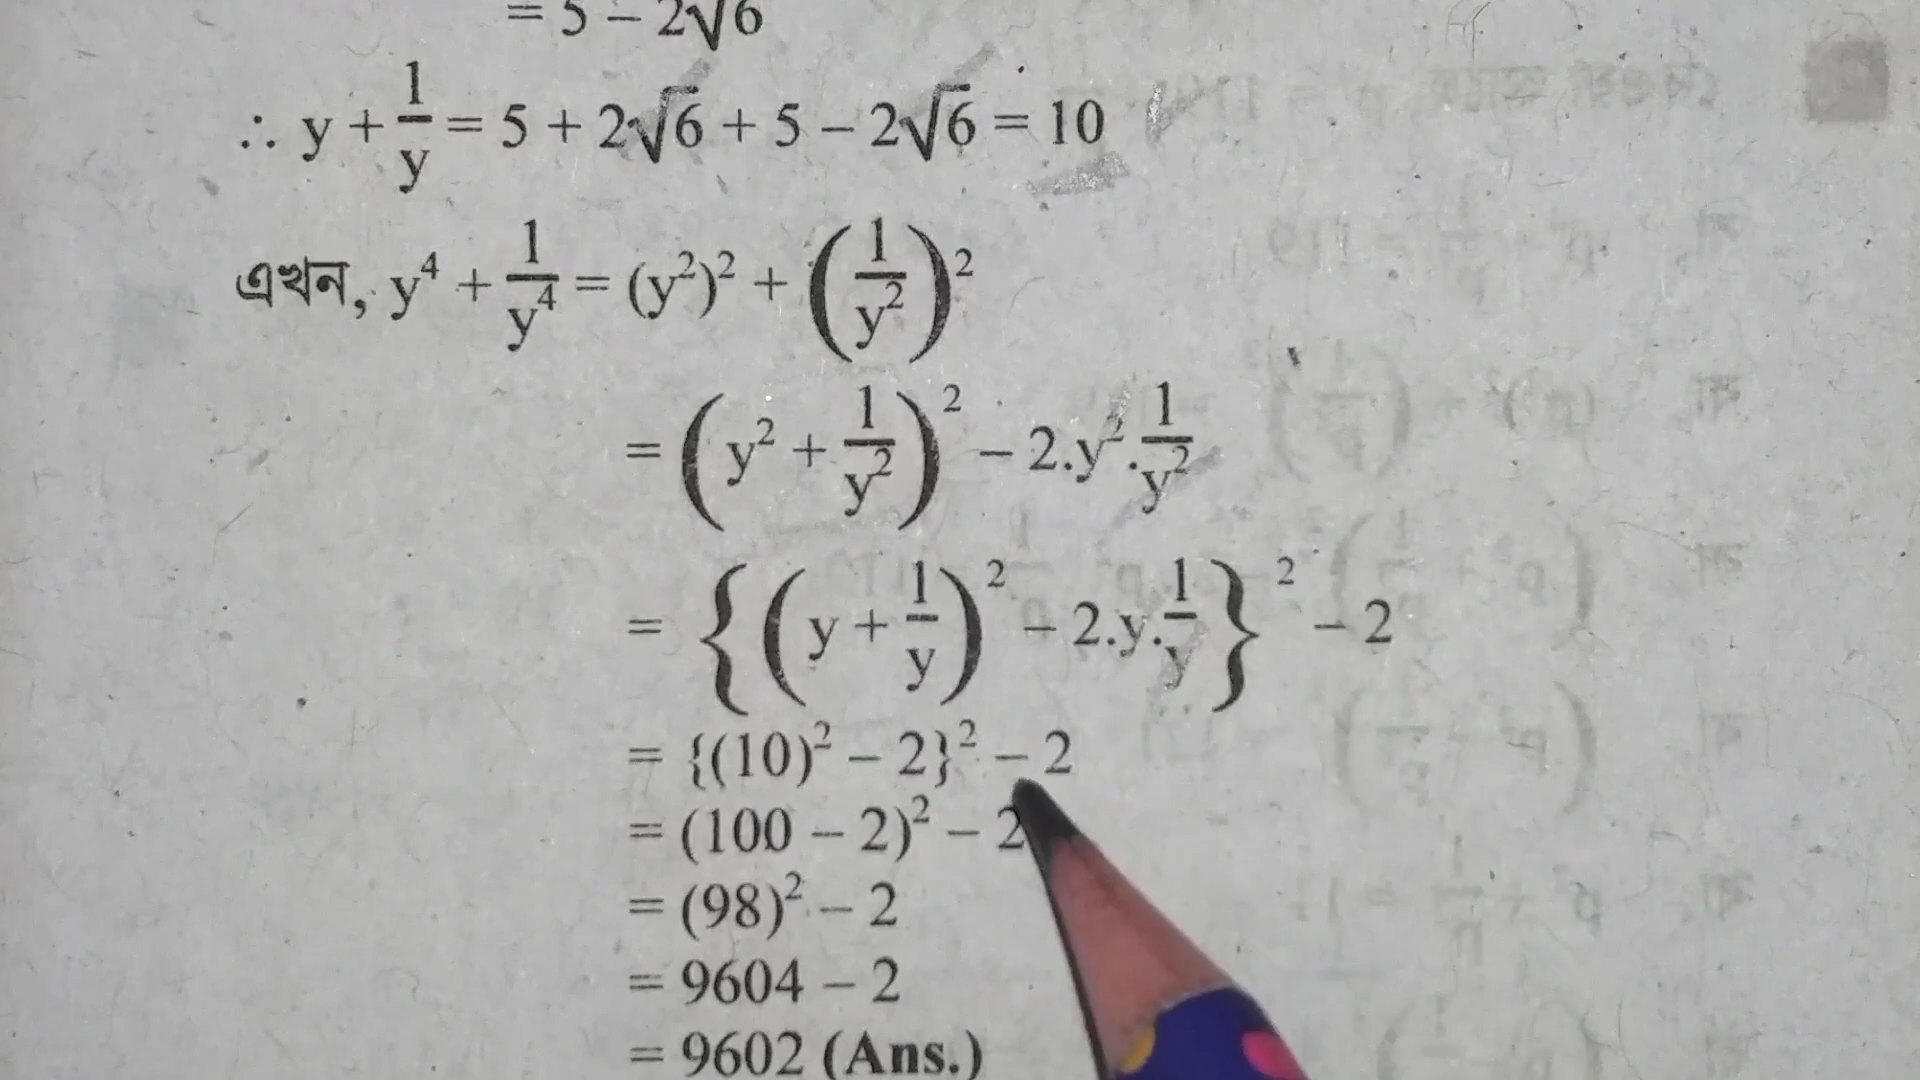 = 5 − 2√6
∴ y + 1/y = 5 + 2√6 + 5 − 2√6 = 10
এখন, y⁴ + 1/y⁴ = (y²)² + (1/y²)²
= (y² + 1/y²)² − 2.y².1/y²
= {(y + 1/y)² − 2.y.1/y}² − 2
= {(10)² − 2}² − 2
= (100 − 2)² − 2
= (98)² − 2
= 9604 − 2
= 9602 (Ans.)